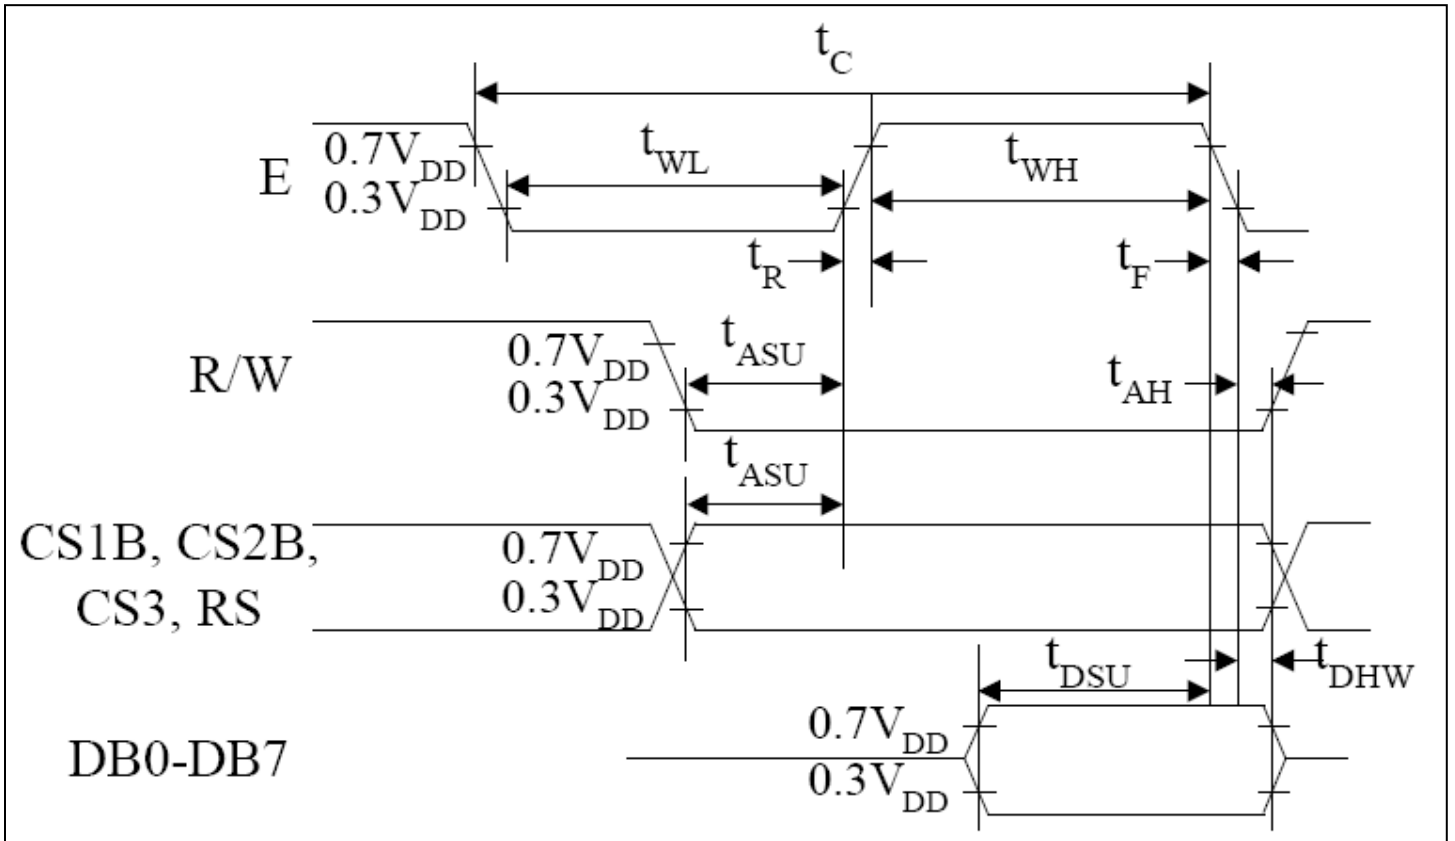 tC
E
0.7VDD
0.3VDD
tWL
tWH
tR
tF
R/W
0.7VDD
0.3VDD
tASU
tAH
tASU
CS1B, CS2B,
CS3, RS
0.7VDD
0.3VDD
tDSU
tDHW
DB0-DB7
0.7VDD
0.3VDD